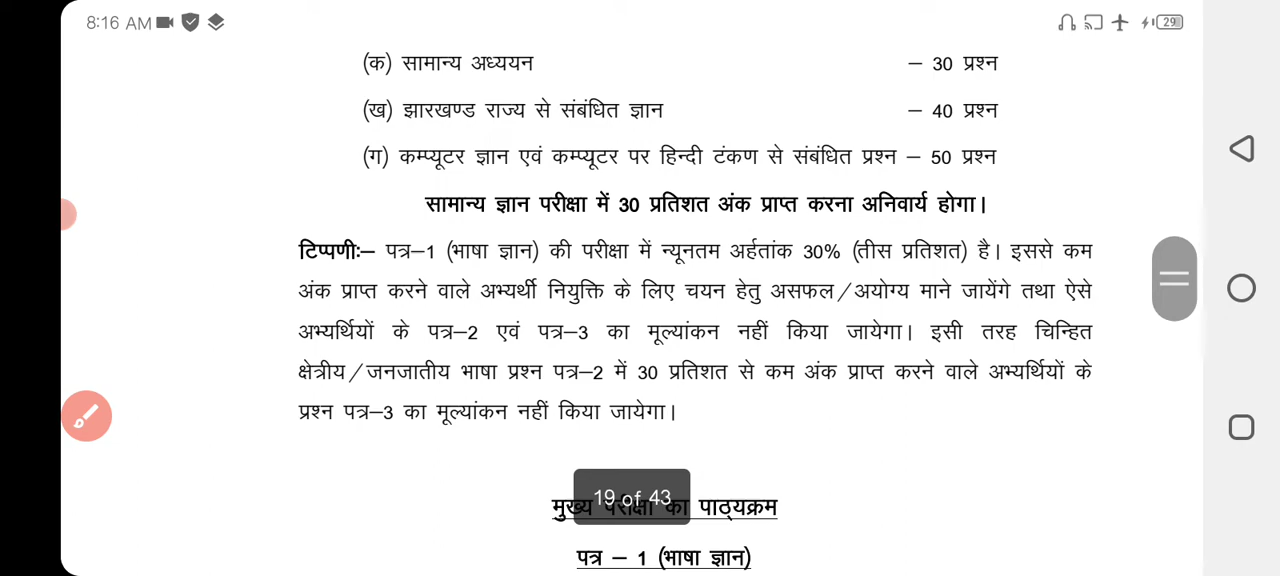 8:16 AM
29
(क) सामान्य अध्ययन – 30 प्रश्न
(ख) झारखण्ड राज्य से संबंधित ज्ञान – 40 प्रश्न
(ग) कम्प्यूटर ज्ञान एवं कम्प्यूटर पर हिन्दी टंकण से संबंधित प्रश्न – 50 प्रश्न
सामान्य ज्ञान परीक्षा में 30 प्रतिशत अंक प्राप्त करना अनिवार्य होगा।
टिप्पणीः– पत्र–1 (भाषा ज्ञान) की परीक्षा में न्यूनतम अर्हतांक 30% (तीस प्रतिशत) है। इससे कम
अंक प्राप्त करने वाले अभ्यर्थी नियुक्ति के लिए चयन हेतु असफल/अयोग्य माने जायेंगे तथा ऐसे
अभ्यर्थियों के पत्र–2 एवं पत्र–3 का मूल्यांकन नहीं किया जायेगा। इसी तरह चिन्हित
क्षेत्रीय/जनजातीय भाषा प्रश्न पत्र–2 में 30 प्रतिशत से कम अंक प्राप्त करने वाले अभ्यर्थियों के
प्रश्न पत्र–3 का मूल्यांकन नहीं किया जायेगा।
19 of 43
मुख्य परीक्षा का पाठ्यक्रम
पत्र – 1 (भाषा ज्ञान)